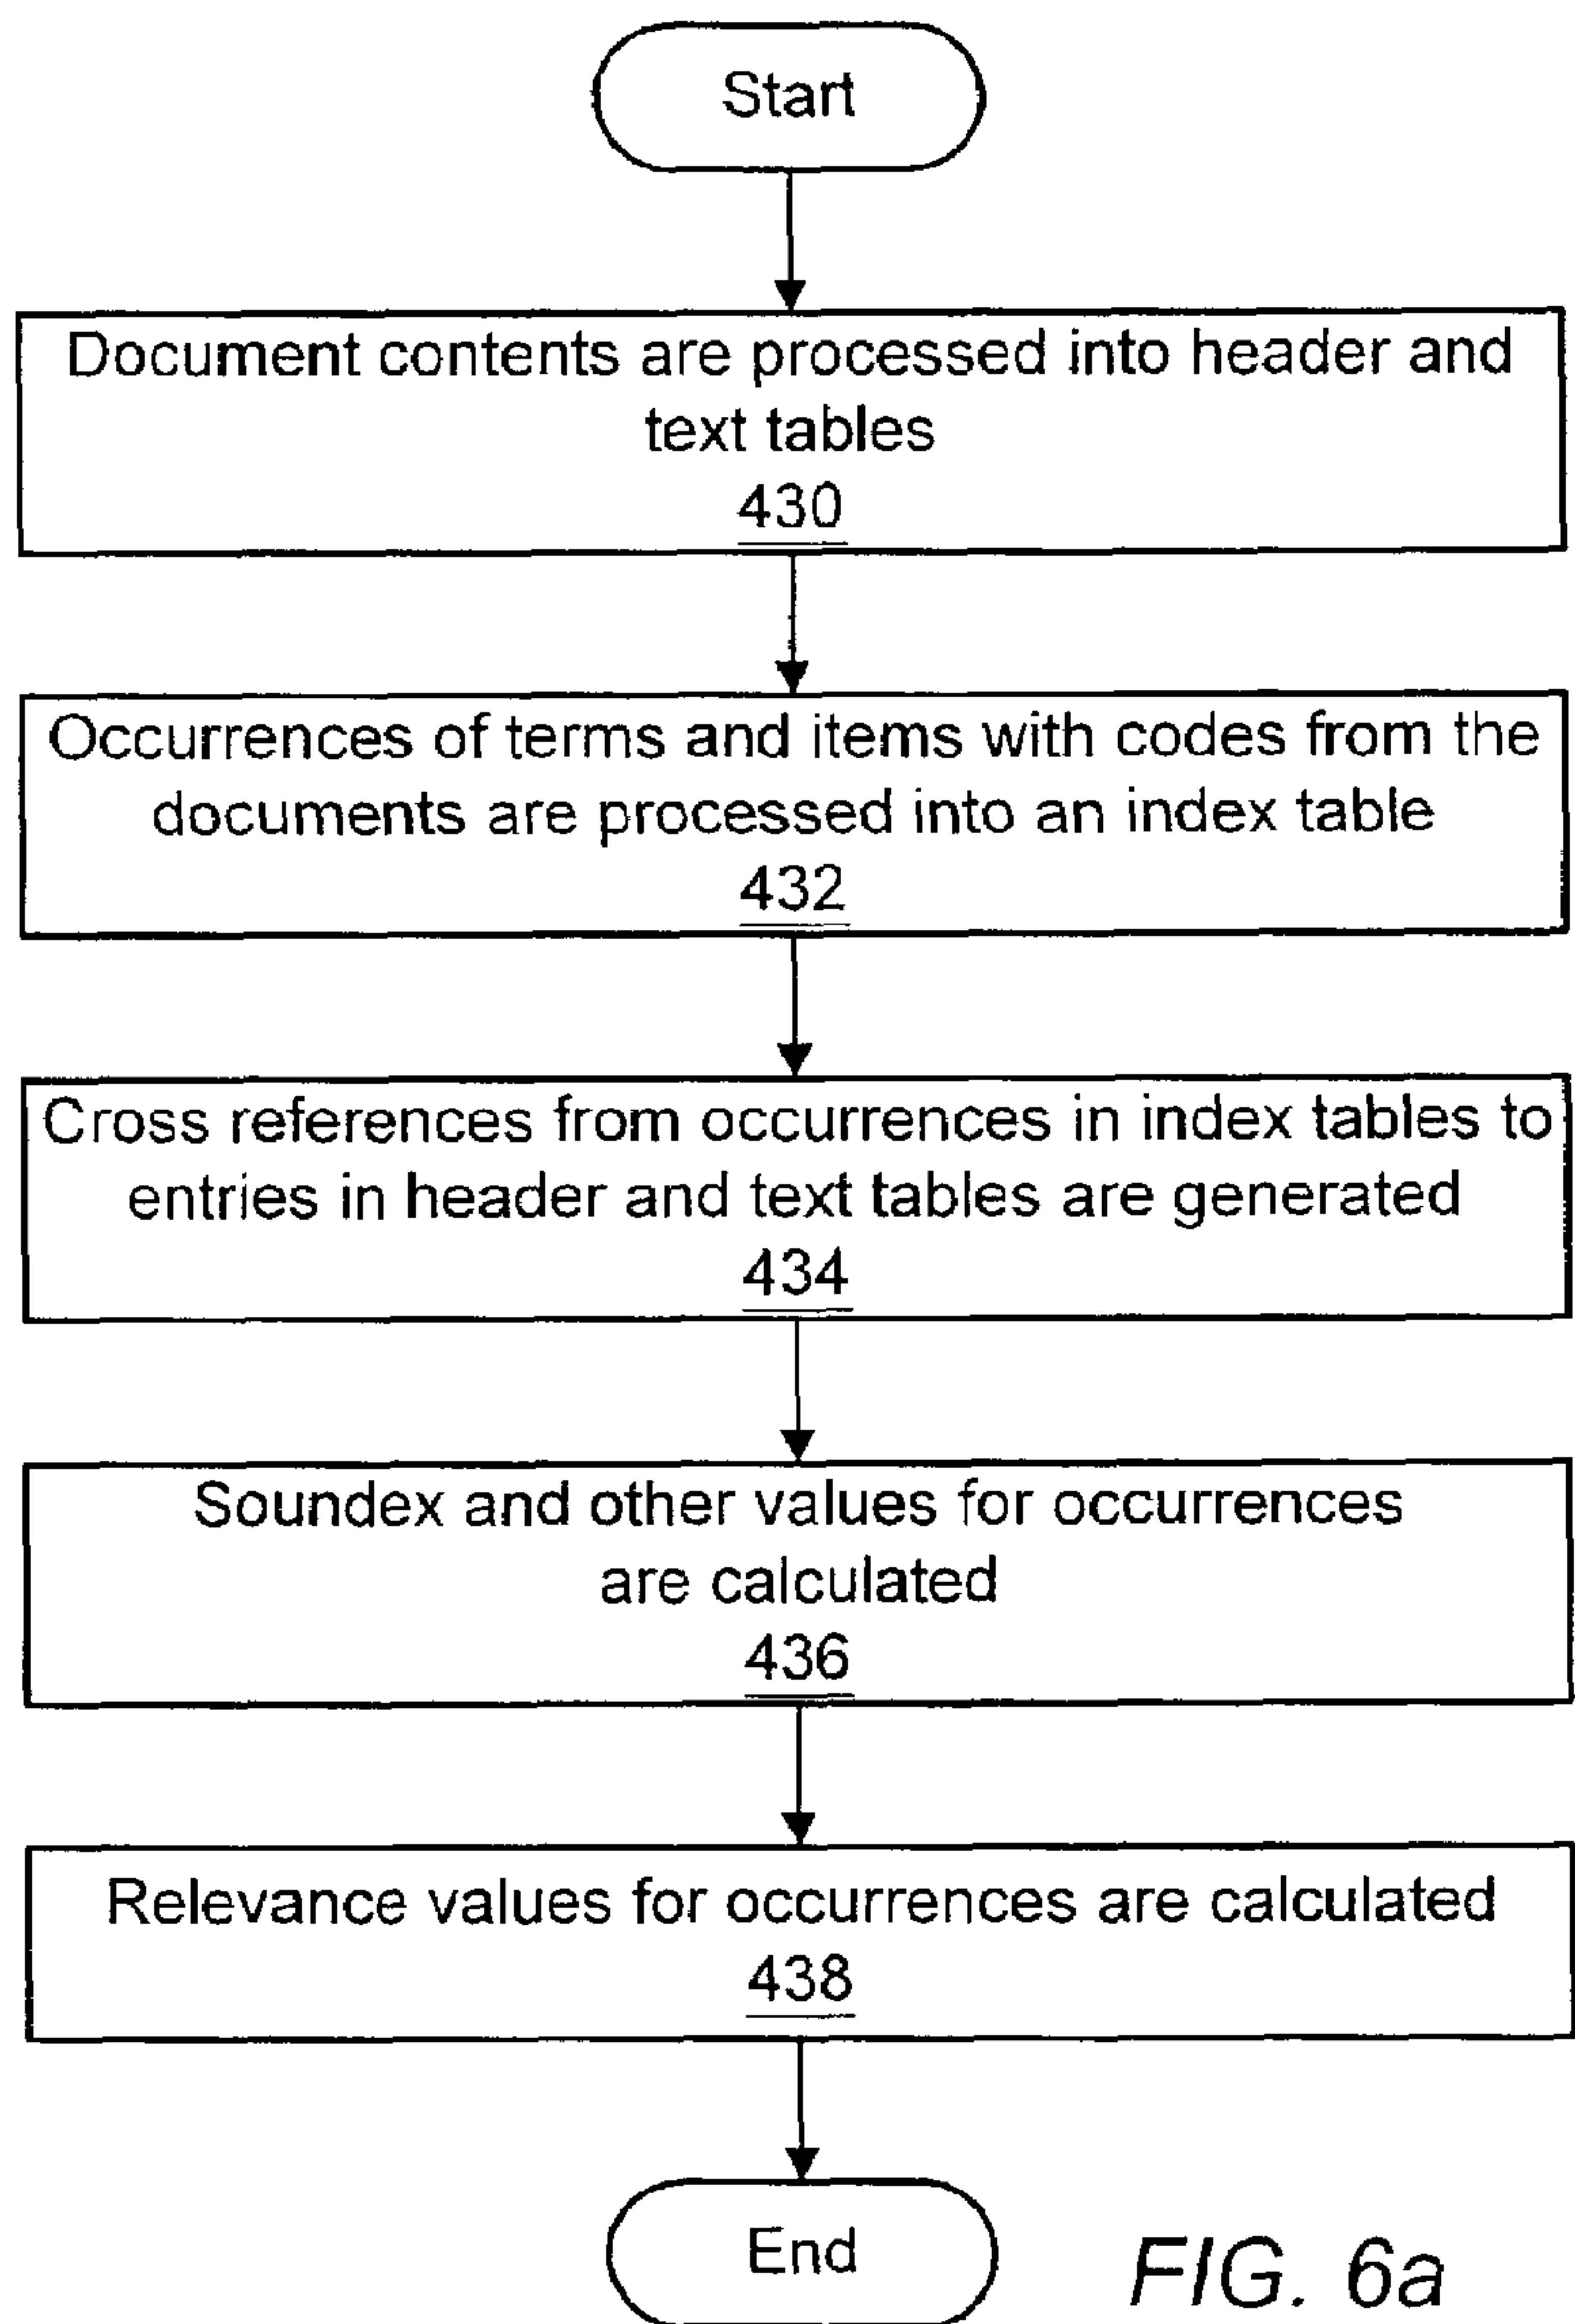 Start
Document contents are processed into header and
text tables
430
Occurrences of terms and items with codes from the
documents are processed into an index table
432
Cross references from occurrences in index tables to
entries in header and text tables are generated
434
Soundex and other values for occurrences
are calculated
436
Relevance values for occurrences are calculated
438
End
FIG. 6a